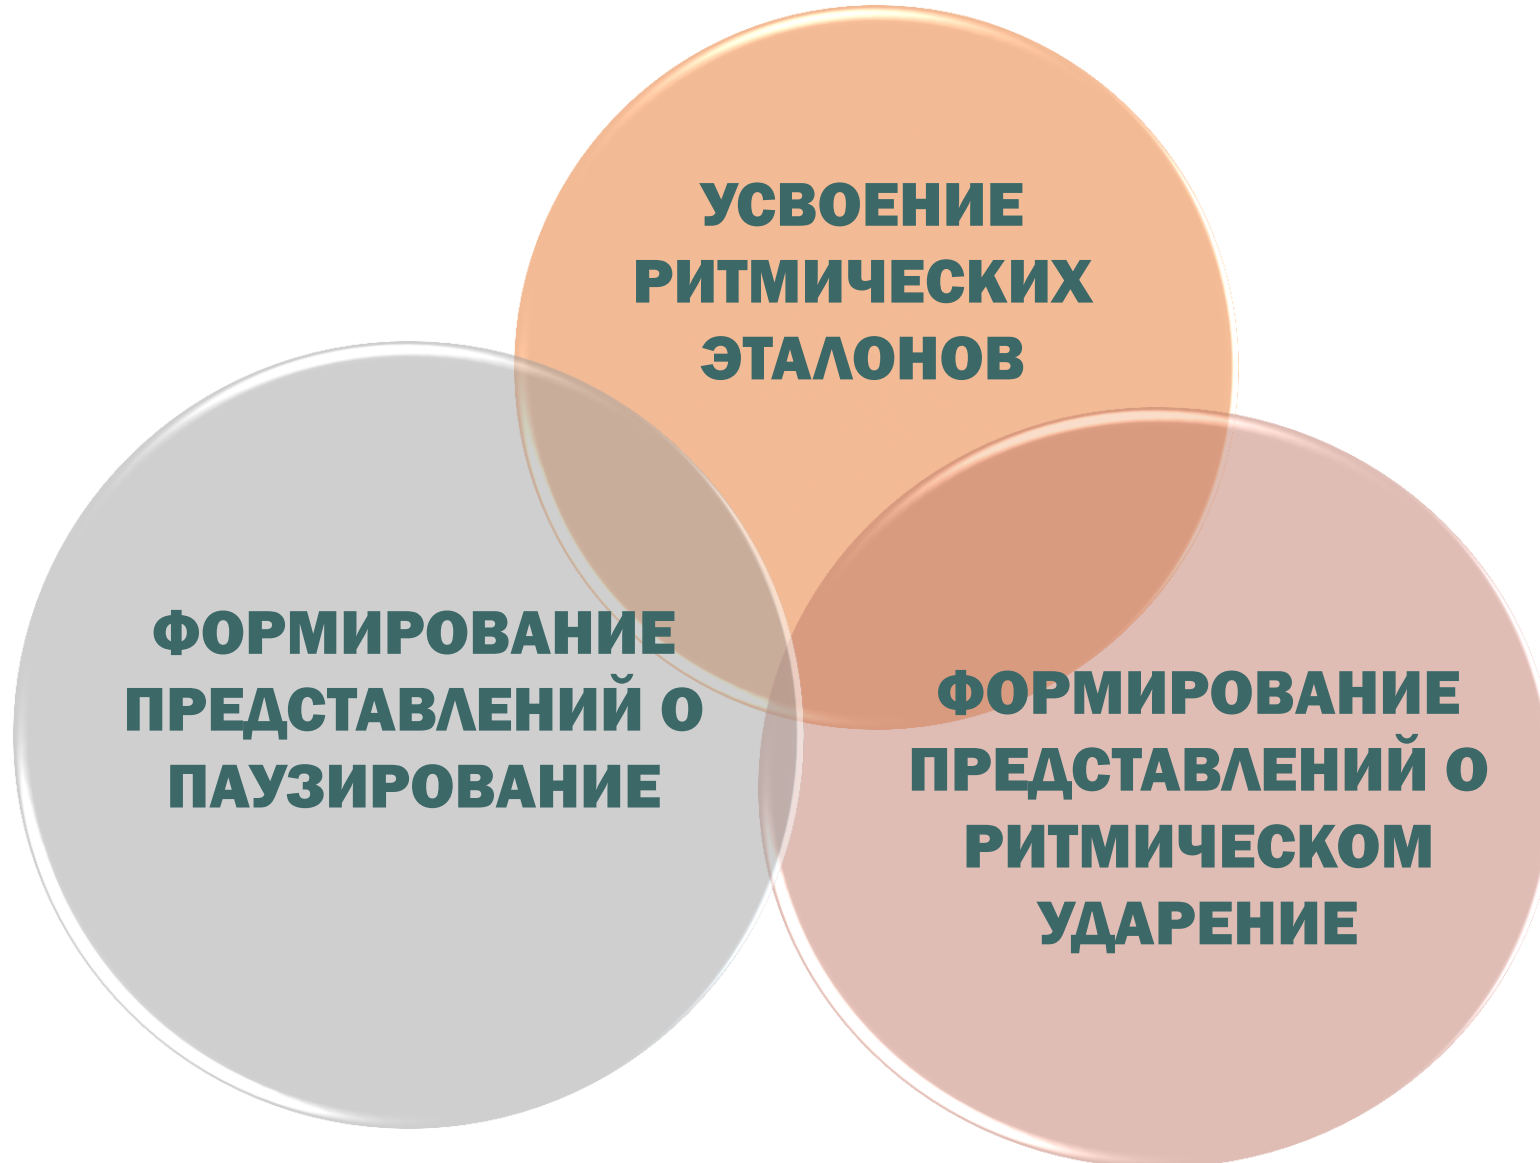 УСВОЕНИЕ
РИТМИЧЕСКИХ
ЭТАЛОНОВ
ФОРМИРОВАНИЕ
ПРЕДСТАВЛЕНИЙ О
ПАУЗИРОВАНИЕ
ФОРМИРОВАНИЕ
ПРЕДСТАВЛЕНИЙ О
РИТМИЧЕСКОМ
УДАРЕНИЕ